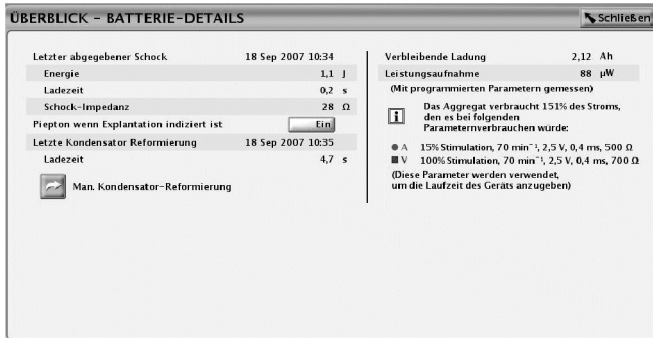 ÜBERBLICK – BATTERIE-DETAILS
Schließen
Letzter abgegebener Schock 18 Sep 2007 10:34
Energie 1,1 J
Ladezeit 0,2 s
Schock-Impedanz 28 Ω
Piepton wenn Explantation indiziert ist Ein
Letzte Kondensator Reformierung 18 Sep 2007 10:35
Ladezeit 4,7 s
Man. Kondensator-Reformierung
Verbleibende Ladung 2,12 Ah
Leistungsaufnahme 88 µW
(Mit programmierten Parametern gemessen)
i
Das Aggregat verbraucht 151% des Stroms,
den es bei folgenden
Parameternverbrauchen würde:
A 15% Stimulation, 70 min⁻¹, 2,5 V, 0,4 ms, 500 Ω
V 100% Stimulation, 70 min⁻¹, 2,5 V, 0,4 ms, 700 Ω
(Diese Parameter werden verwendet,
um die Laufzeit des Geräts anzugeben)